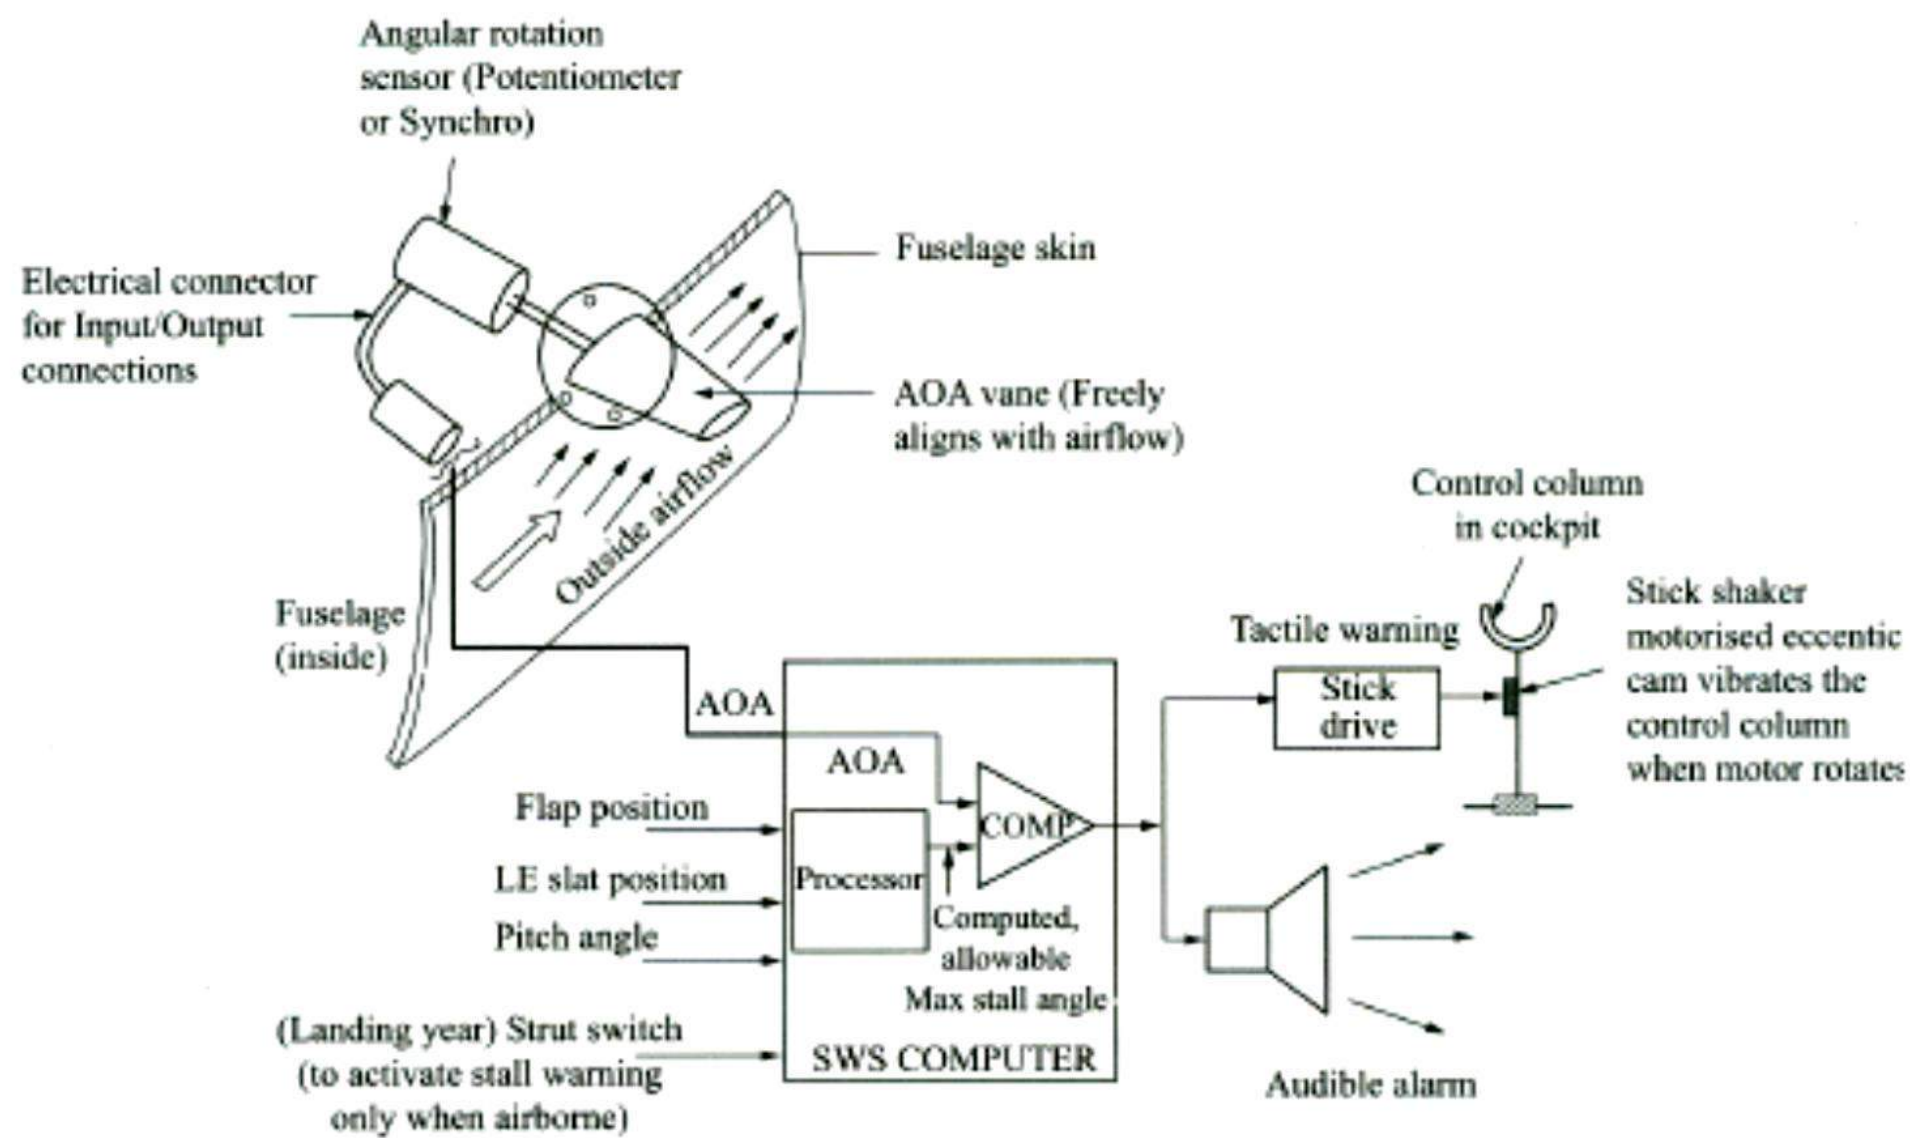 Angular rotation
sensor (Potentiometer
or Synchro)
Fuselage skin
Electrical connector
for Input/Output
connections
AOA vane (Freely
aligns with airflow)
Outside airflow
Control column
in cockpit
Fuselage
(inside)
Stick shaker
motorised eccentic
cam vibrates the
control column
when motor rotates
Tactile warning
Stick
drive
AOA
AOA
COMP
Flap position
LE slat position
Pitch angle
Processor
Computed,
allowable
Max stall angle
(Landing year) Strut switch
(to activate stall warning
only when airborne)
SWS COMPUTER
Audible alarm